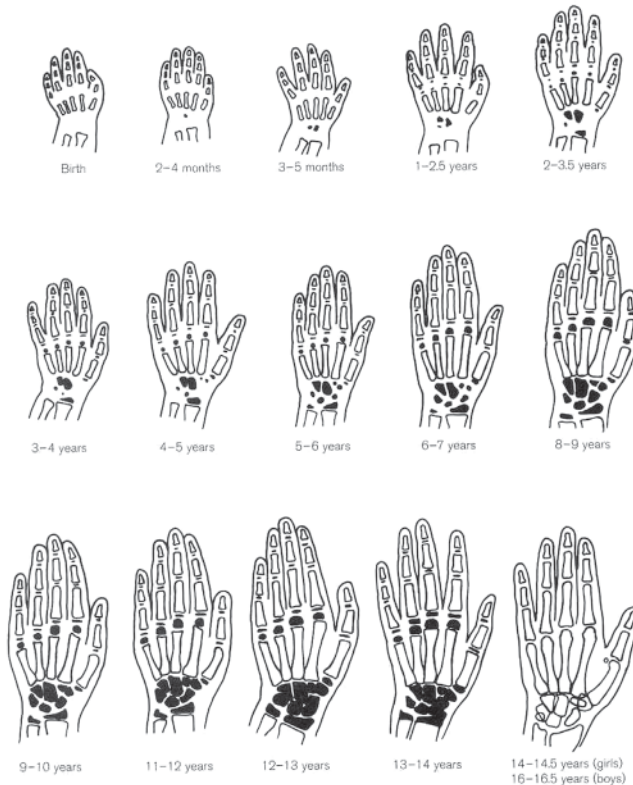 Birth
2–4 months
3–5 months
1–2.5 years
2–3.5 years
3–4 years
4–5 years
5–6 years
6–7 years
8–9 years
9–10 years
11–12 years
12–13 years
13–14 years
14–14.5 years (girls)
16–16.5 years (boys)